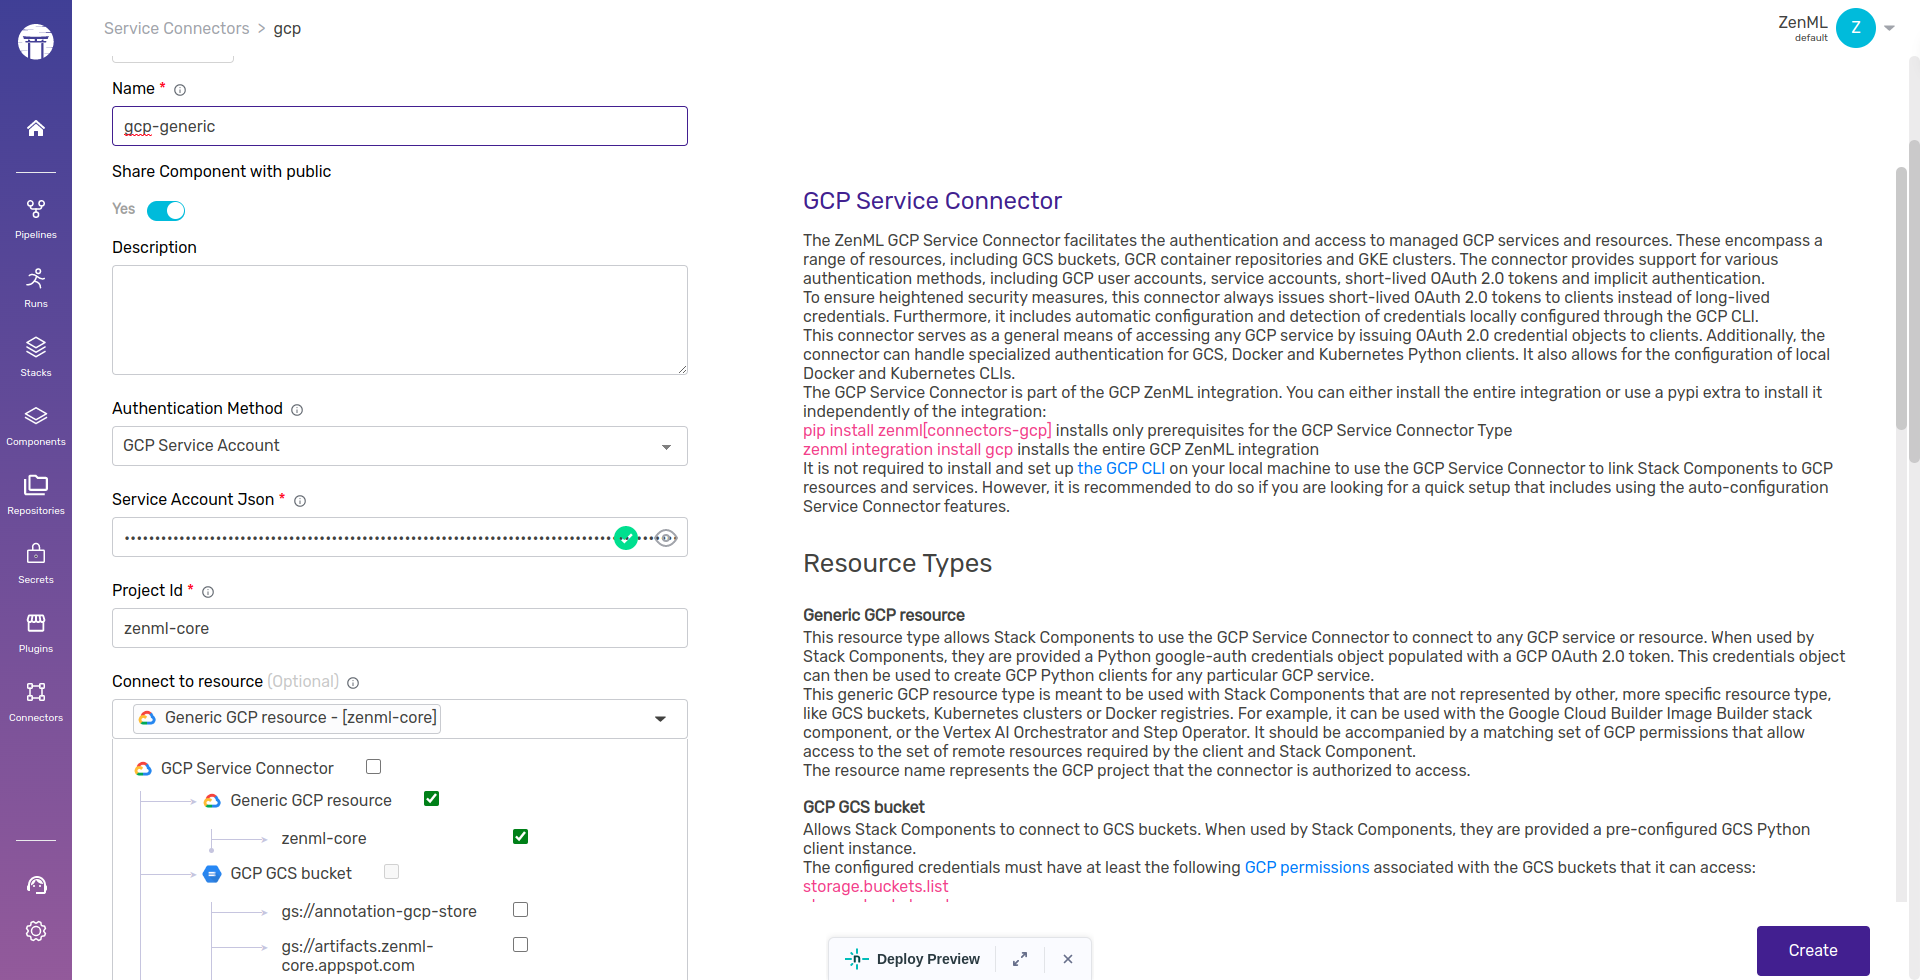 Service Connectors > gcp
ZenML
default
Z
Name *
gcp-generic
Share Component with public
Yes
Description
Authentication Method
GCP Service Account
Service Account Json *
Project Id *
zenml-core
Connect to resource (Optional)
Generic GCP resource - [zenml-core]
GCP Service Connector
Generic GCP resource
zenml-core
GCP GCS bucket
gs://annotation-gcp-store
gs://artifacts.zenml-
core.appspot.com
Pipelines
Runs
Stacks
Components
Repositories
Secrets
Plugins
Connectors
GCP Service Connector
The ZenML GCP Service Connector facilitates the authentication and access to managed GCP services and resources. These encompass a
range of resources, including GCS buckets, GCR container repositories and GKE clusters. The connector provides support for various
authentication methods, including GCP user accounts, service accounts, short-lived OAuth 2.0 tokens and implicit authentication.
To ensure heightened security measures, this connector always issues short-lived OAuth 2.0 tokens to clients instead of long-lived
credentials. Furthermore, it includes automatic configuration and detection of credentials locally configured through the GCP CLI.
This connector serves as a general means of accessing any GCP service by issuing OAuth 2.0 credential objects to clients. Additionally, the
connector can handle specialized authentication for GCS, Docker and Kubernetes Python clients. It also allows for the configuration of local
Docker and Kubernetes CLIs.
The GCP Service Connector is part of the GCP ZenML integration. You can either install the entire integration or use a pypi extra to install it
independently of the integration:
pip install zenml[connectors-gcp] installs only prerequisites for the GCP Service Connector Type
zenml integration install gcp installs the entire GCP ZenML integration
It is not required to install and set up the GCP CLI on your local machine to use the GCP Service Connector to link Stack Components to GCP
resources and services. However, it is recommended to do so if you are looking for a quick setup that includes using the auto-configuration
Service Connector features.
Resource Types
Generic GCP resource
This resource type allows Stack Components to use the GCP Service Connector to connect to any GCP service or resource. When used by
Stack Components, they are provided a Python google-auth credentials object populated with a GCP OAuth 2.0 token. This credentials object
can then be used to create GCP Python clients for any particular GCP service.
This generic GCP resource type is meant to be used with Stack Components that are not represented by other, more specific resource type,
like GCS buckets, Kubernetes clusters or Docker registries. For example, it can be used with the Google Cloud Builder Image Builder stack
component, or the Vertex AI Orchestrator and Step Operator. It should be accompanied by a matching set of GCP permissions that allow
access to the set of remote resources required by the client and Stack Component.
The resource name represents the GCP project that the connector is authorized to access.
GCP GCS bucket
Allows Stack Components to connect to GCS buckets. When used by Stack Components, they are provided a pre-configured GCS Python
client instance.
The configured credentials must have at least the following GCP permissions associated with the GCS buckets that it can access:
storage.buckets.list
Deploy Preview
Create